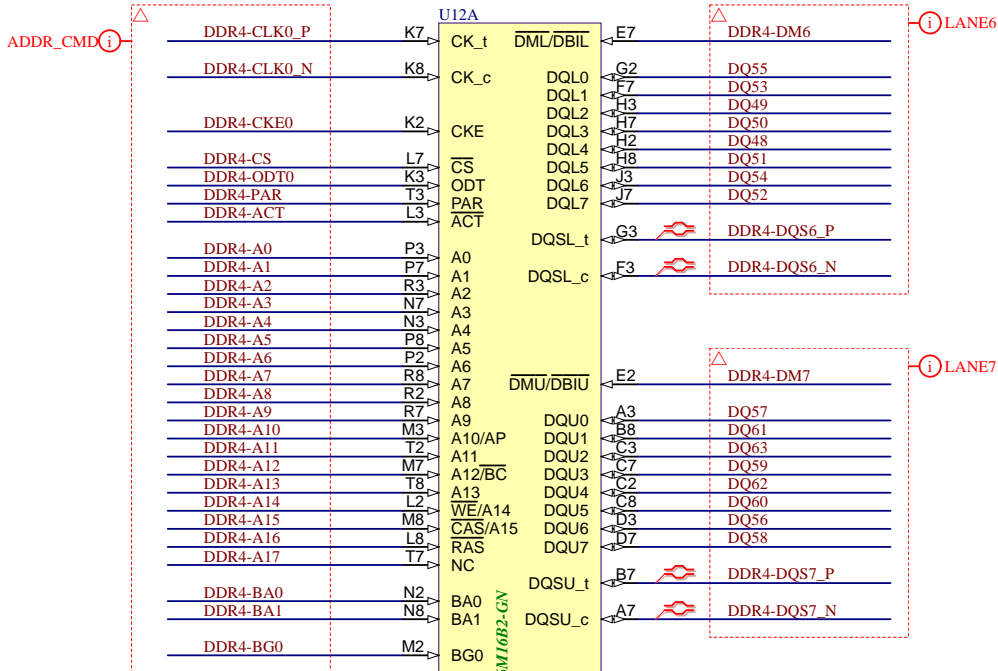 U12A
ADDR_CMD i
i LANE6
DDR4-CLK0_P K7 CK_t DML/DBIL E7 DDR4-DM6
DDR4-CLK0_N K8 CK_c DQL0 G2 DQ55
DQL1 F7 DQ53
DQL2 H3 DQ49
DDR4-CKE0 K2 CKE DQL3 H7 DQ50
DQL4 H2 DQ48
DDR4-CS L7 CS DQL5 H8 DQ51
DDR4-ODT0 K3 ODT DQL6 J3 DQ54
DDR4-PAR T3 PAR DQL7 J7 DQ52
DDR4-ACT L3 ACT
DQSL_t G3 DDR4-DQS6_P
DDR4-A0 P3 A0
DDR4-A1 P7 A1 DQSL_c F3 DDR4-DQS6_N
DDR4-A2 R3 A2
DDR4-A3 N7 A3
DDR4-A4 N3 A4
DDR4-A5 P8 A5
DDR4-A6 P2 A6
i LANE7
DDR4-A7 R8 A7 DMU/DBIU E2 DDR4-DM7
DDR4-A8 R2 A8
DDR4-A9 R7 A9 DQU0 A3 DQ57
DDR4-A10 M3 A10/AP DQU1 B8 DQ61
DDR4-A11 T2 A11 DQU2 C3 DQ63
DDR4-A12 M7 A12/BC DQU3 C7 DQ59
DDR4-A13 T8 A13 DQU4 C2 DQ62
DDR4-A14 L2 WE/A14 DQU5 C8 DQ60
DDR4-A15 M8 CAS/A15 DQU6 D3 DQ56
DDR4-A16 L8 RAS DQU7 D7 DQ58
DDR4-A17 T7 NC
DQSU_t B7 DDR4-DQS7_P
DDR4-BA0 N2 BA0
DDR4-BA1 N8 BA1 DQSU_c A7 DDR4-DQS7_N
DDR4-BG0 M2 BG0
M16B2-GN